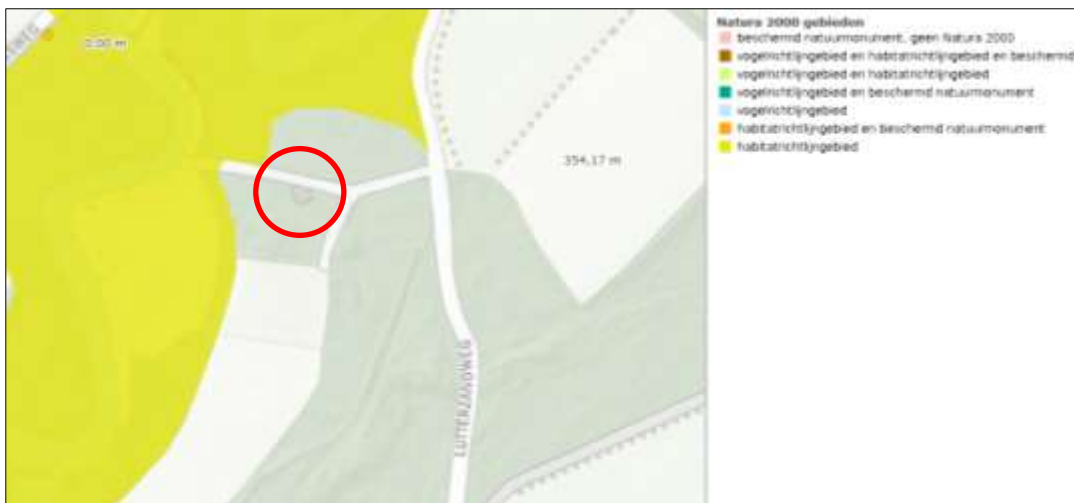 WEG
0,00 m
354,17 m
LUTTERZANDWEG
Natura 2000 gebieden
beschermd natuurmonument, geen Natura 2000
vogelrichtlijngebied en habitatrichtlijngebied en beschermd
vogelrichtlijngebied en habitatrichtlijngebied
vogelrichtlijngebied en beschermd natuurmonument
vogelrichtlijngebied
habitatrichtlijngebied en beschermd natuurmonument
habitatrichtlijngebied